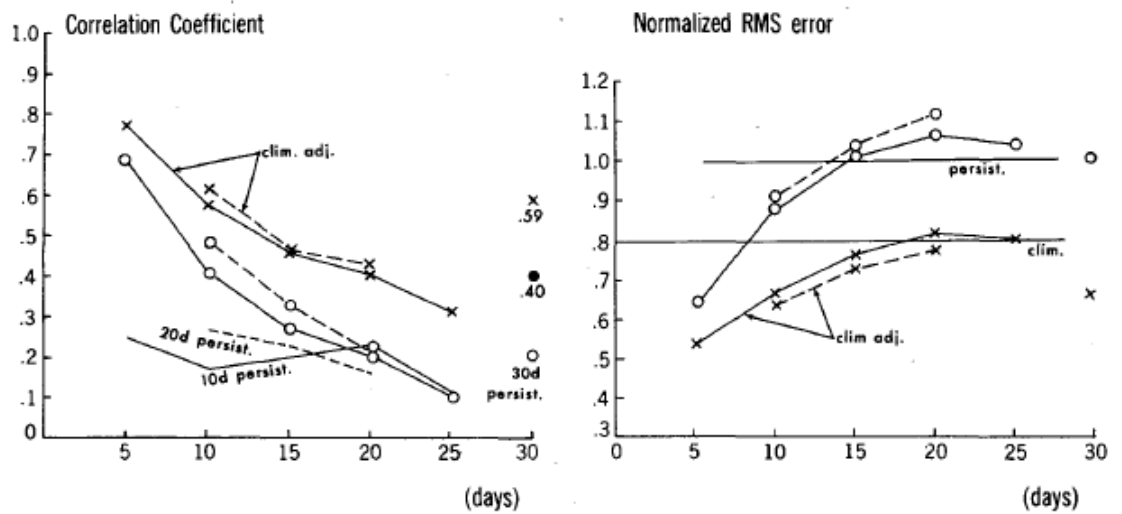 Correlation Coefficient
1.0
.9
.8
.7
.6
.5
.4
.3
.2
.1
0
clim. adj.
.59
.40
20d persist.
10d persist.
30d
persist.
5 10 15 20 25 30
(days)
Normalized RMS error
1.2
1.1
1.0
.9
.8
.7
.6
.5
.4
.3
persist.
clim.
clim adj.
0 5 10 15 20 25 30
(days)